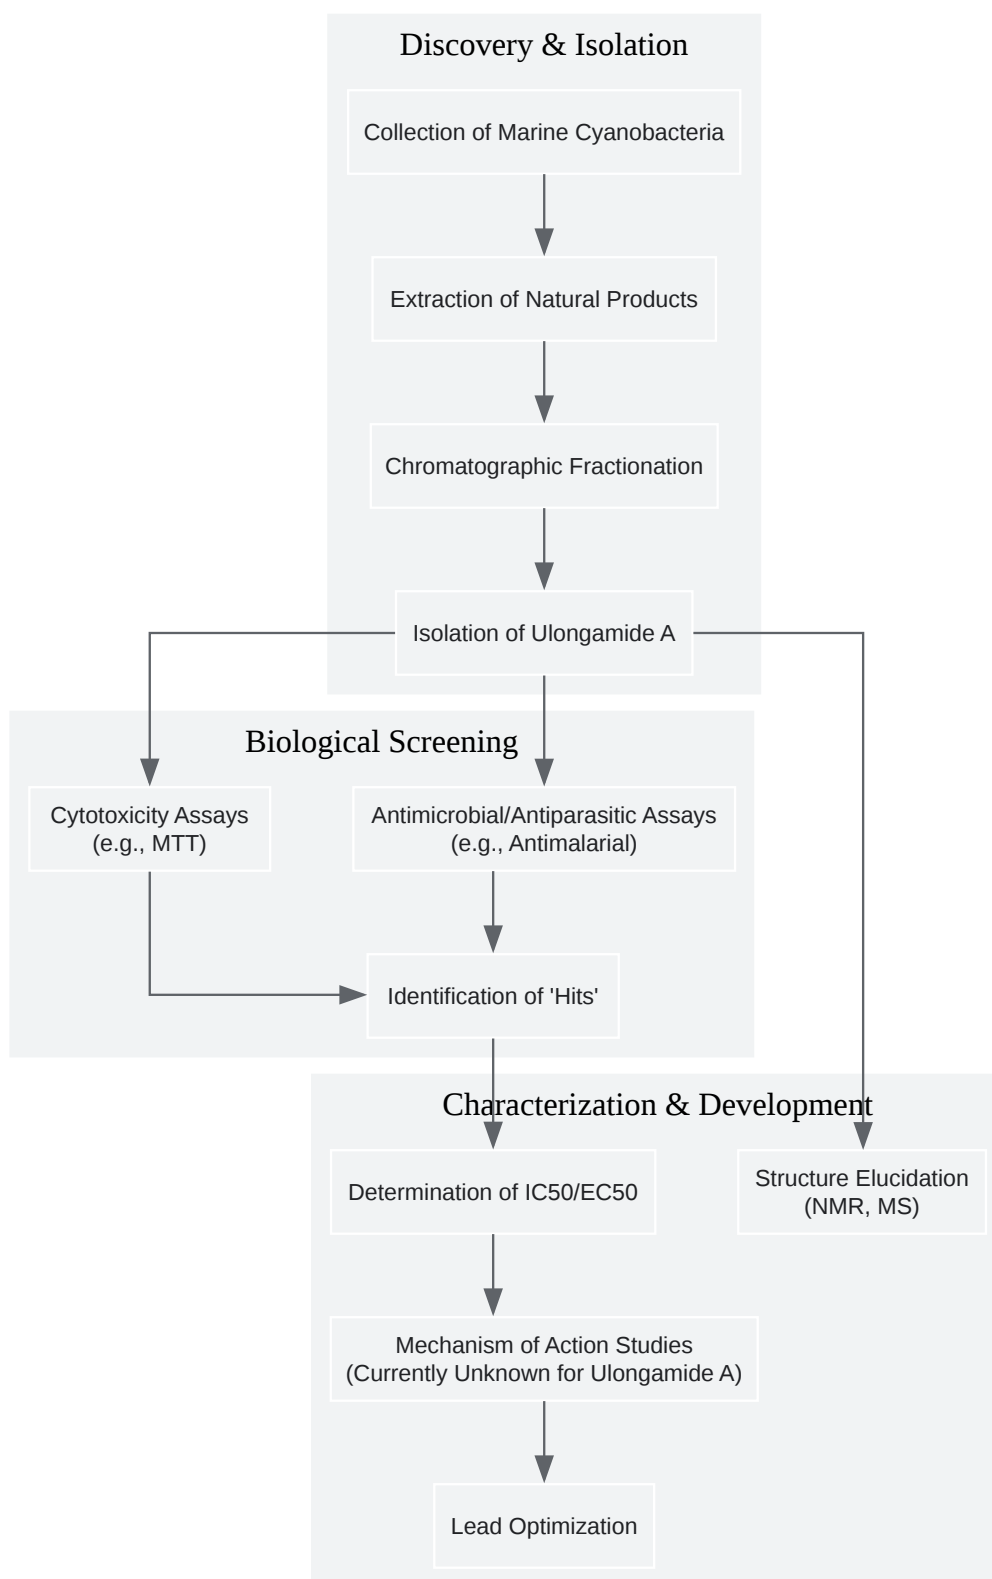 Discovery & Isolation
Collection of Marine Cyanobacteria
Extraction of Natural Products
Chromatographic Fractionation
Isolation of Ulongamide A
Biological Screening
Cytotoxicity Assays
(e.g., MTT)
Antimicrobial/Antiparasitic Assays
(e.g., Antimalarial)
Identification of 'Hits'
Characterization & Development
Determination of IC50/EC50
Structure Elucidation
(NMR, MS)
Mechanism of Action Studies
(Currently Unknown for Ulongamide A)
Lead Optimization